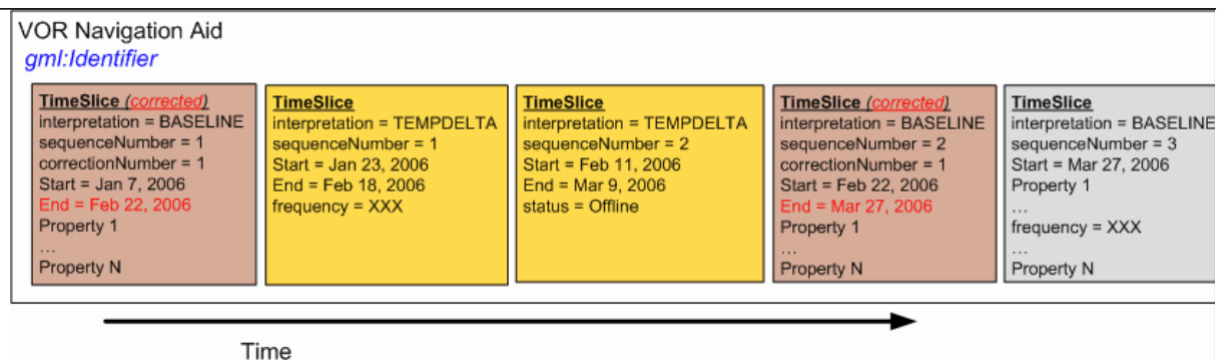 VOR Navigation Aid
gml:Identifier
TimeSlice (corrected)
interpretation = BASELINE
sequenceNumber = 1
correctionNumber = 1
Start = Jan 7, 2006
End = Feb 22, 2006
Property 1
...
Property N
TimeSlice
interpretation = TEMPDELTA
sequenceNumber = 1
Start = Jan 23, 2006
End = Feb 18, 2006
frequency = XXX
TimeSlice
interpretation = TEMPDELTA
sequenceNumber = 2
Start = Feb 11, 2006
End = Mar 9, 2006
status = Offline
TimeSlice (corrected)
interpretation = BASELINE
sequenceNumber = 2
correctionNumber = 1
Start = Feb 22, 2006
End = Mar 27, 2006
Property 1
...
Property N
TimeSlice
interpretation = BASELINE
sequenceNumber = 3
Start = Mar 27, 2006
Property 1
...
frequency = XXX
...
Property N
Time